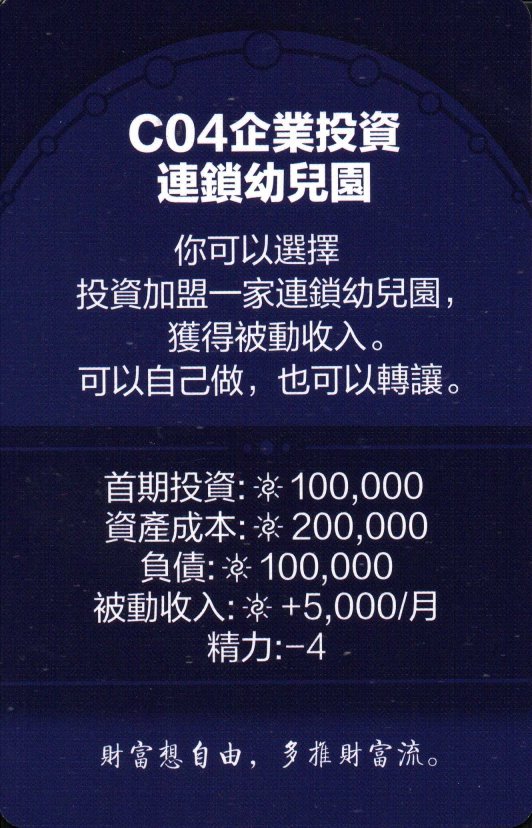 C04企業投資
連鎖幼兒園
你可以選擇
投資加盟一家連鎖幼兒園，
獲得被動收入。
可以自己做，也可以轉讓。
首期投資: 100,000
資產成本: 200,000
負債: 100,000
被動收入: +5,000/月
精力:-4
財富想自由，多推財富流。